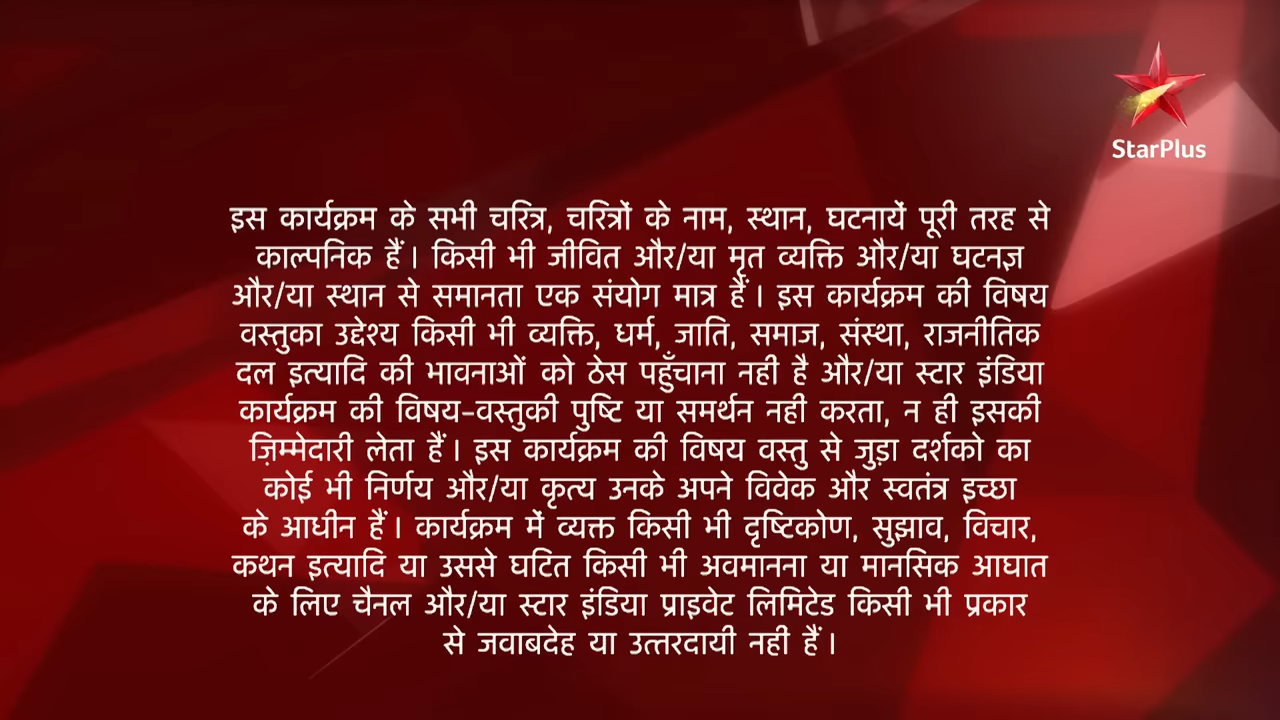 StarPlus
इस कार्यक्रम के सभी चरित्र, चरित्रों के नाम, स्थान, घटनायें पूरी तरह से
काल्पनिक हैं। किसी भी जीवित और/या मृत व्यक्ति और/या घटनज्ञ
और/या स्थान से समानता एक संयोग मात्र हैं। इस कार्यक्रम की विषय
वस्तुका उद्देश्य किसी भी व्यक्ति, धर्म, जाति, समाज, संस्था, राजनीतिक
दल इत्यादि की भावनाओं को ठेस पहुँचाना नही है और/या स्टार इंडिया
कार्यक्रम की विषय-वस्तुकी पुष्टि या समर्थन नही करता, न ही इसकी
ज़िम्मेदारी लेता हैं। इस कार्यक्रम की विषय वस्तु से जुड़ा दर्शको का
कोई भी निर्णय और/या कृत्य उनके अपने विवेक और स्वतंत्र इच्छा
के आधीन हैं। कार्यक्रम में व्यक्त किसी भी दृष्टिकोण, सुझाव, विचार,
कथन इत्यादि या उससे घटित किसी भी अवमानना या मानसिक आघात
के लिए चैनल और/या स्टार इंडिया प्राइवेट लिमिटेड किसी भी प्रकार
से जवाबदेह या उत्तरदायी नही हैं।